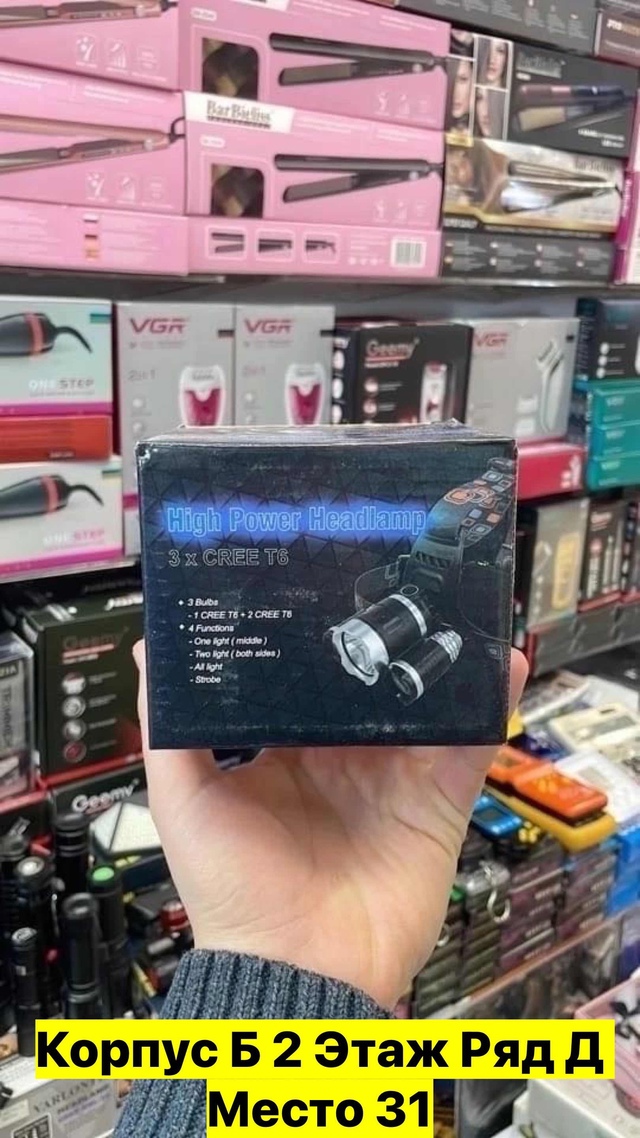 BarBieliss
VGR
2in1
VGR
2in1
Geemy
VGR
ONE STEP
ONE STEP
High Power Headlamp
3 x CREE T6
3 Bulbs
- 1 CREE T6 + 2 CREE T6
4 Functions
- One light ( middle )
- Two light ( both sides )
- All light
- Strobe
Geemy
Geemy
Корпус Б 2 Этаж Ряд Д
Место 31